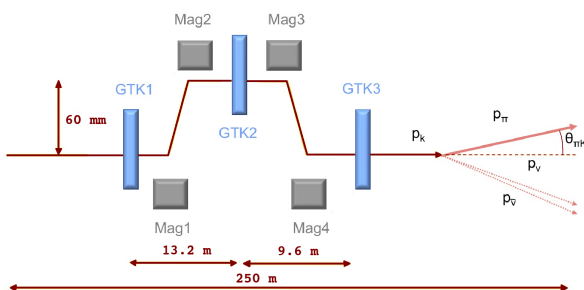 Mag2
Mag3
GTK1
GTK3
60 mm
GTK2
pπ
pk
θπK
pν
pν̄
Mag1
Mag4
13.2 m
9.6 m
250 m